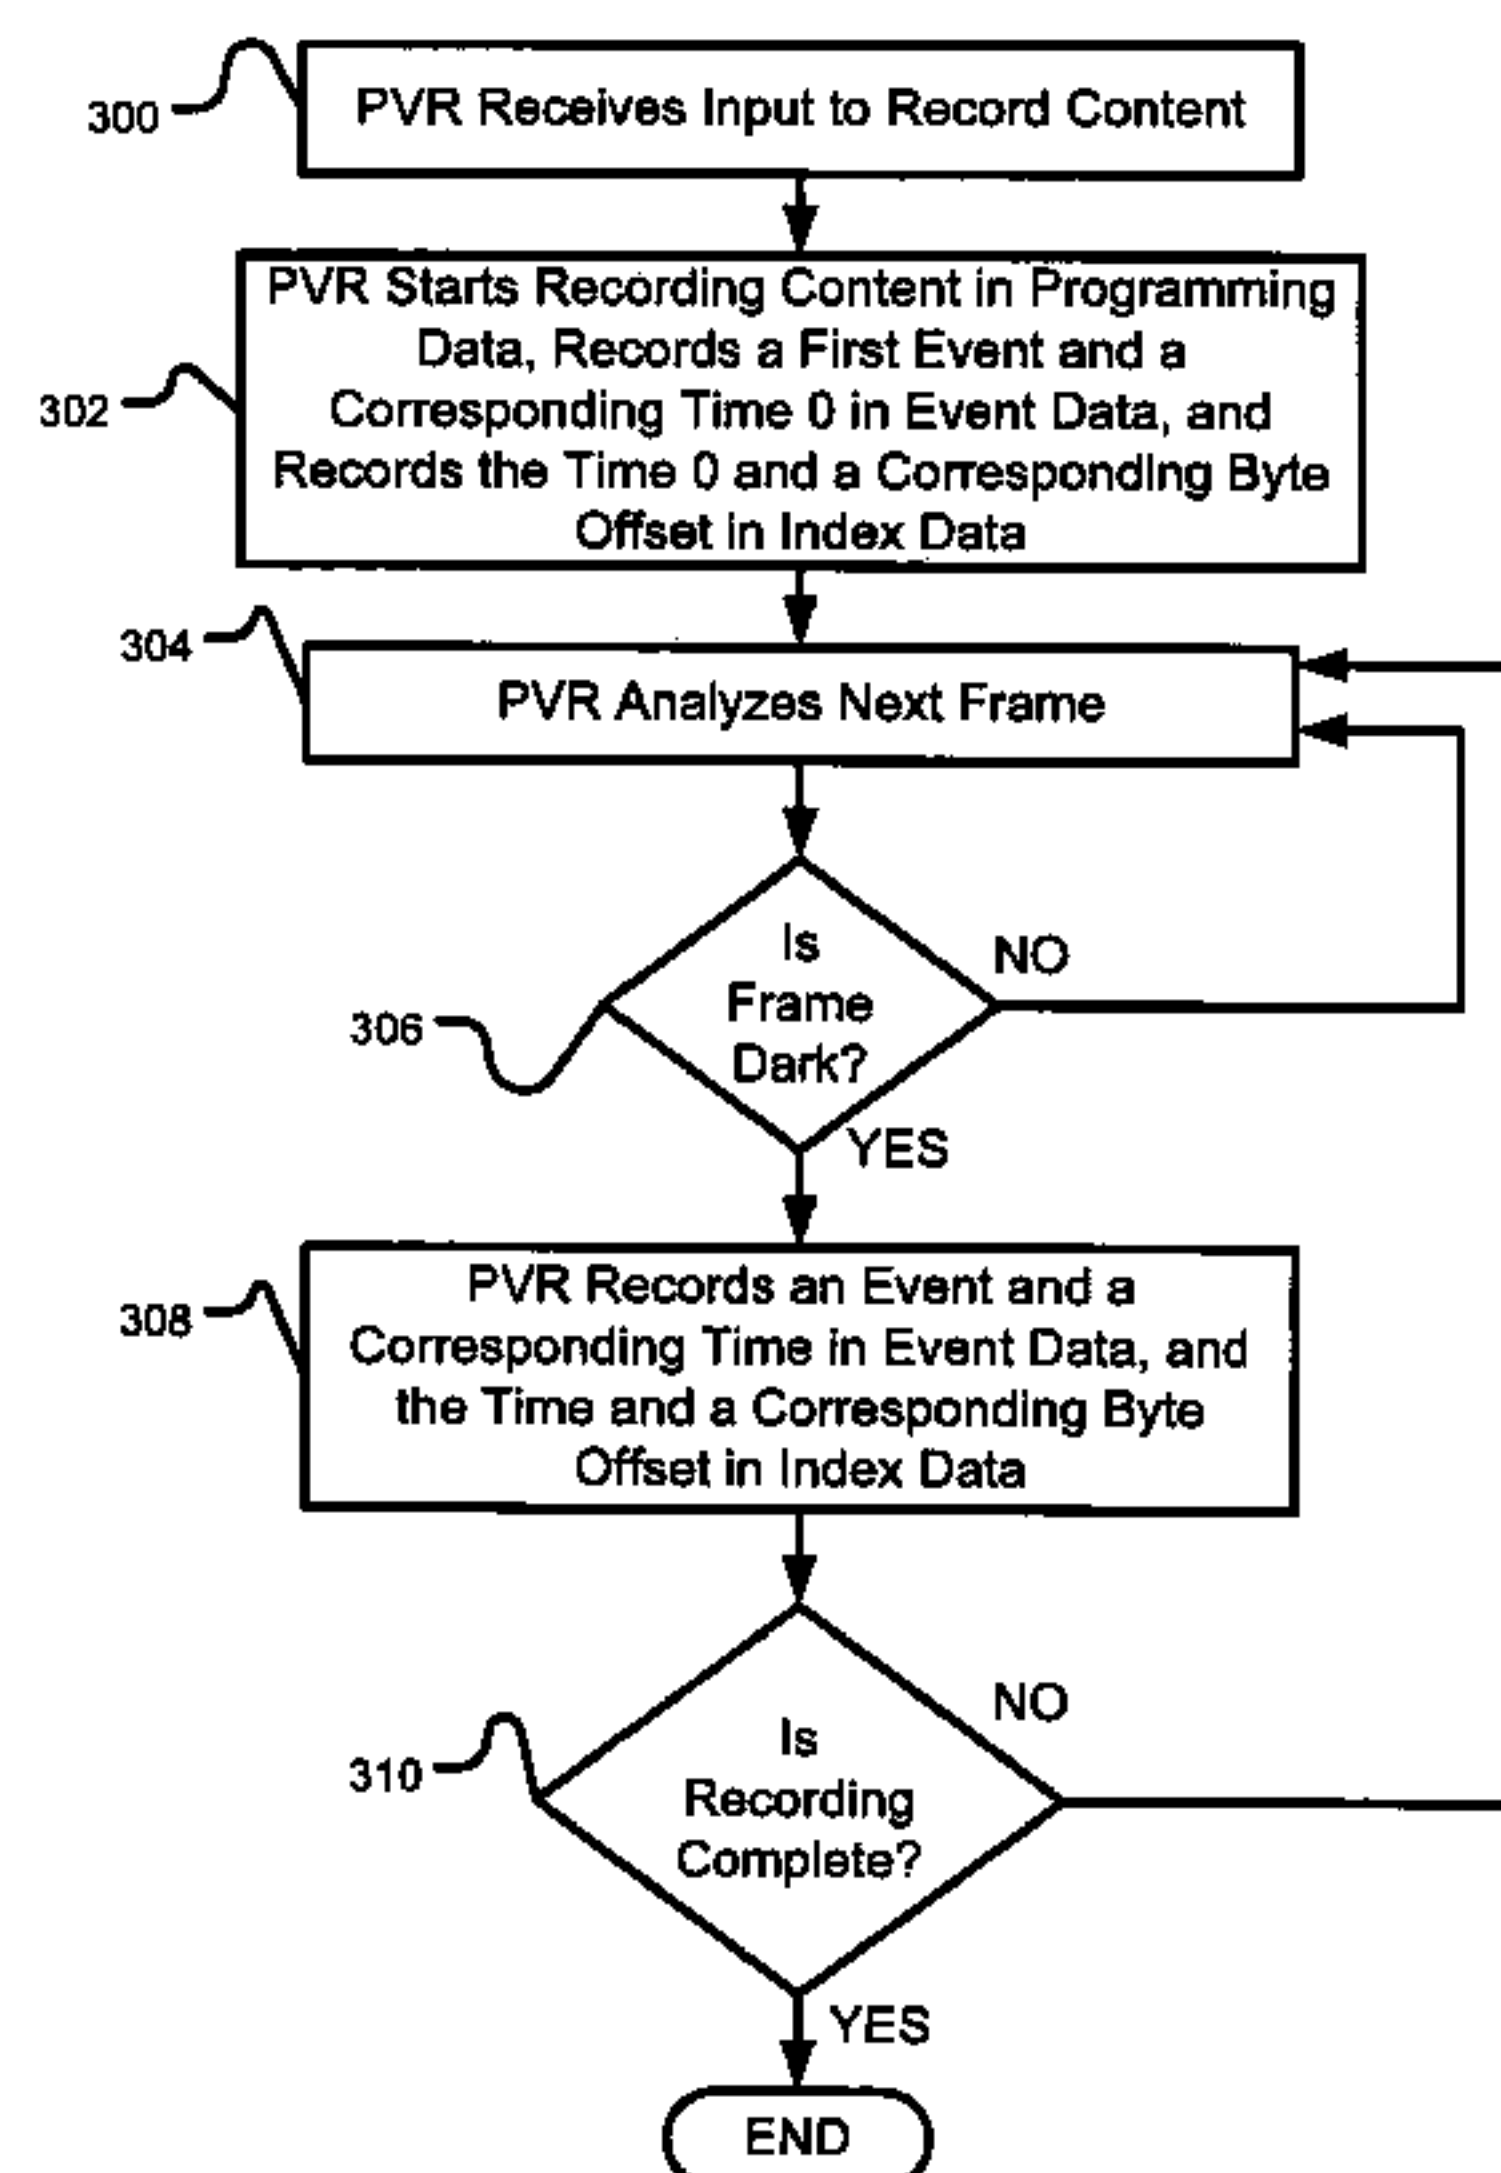 300
PVR Receives Input to Record Content
302
PVR Starts Recording Content in Programming
Data, Records a First Event and a
Corresponding Time 0 in Event Data, and
Records the Time 0 and a Corresponding Byte
Offset in Index Data
304
PVR Analyzes Next Frame
306
Is
Frame
Dark?
NO
YES
308
PVR Records an Event and a
Corresponding Time in Event Data, and
the Time and a Corresponding Byte
Offset in Index Data
310
Is
Recording
Complete?
NO
YES
END